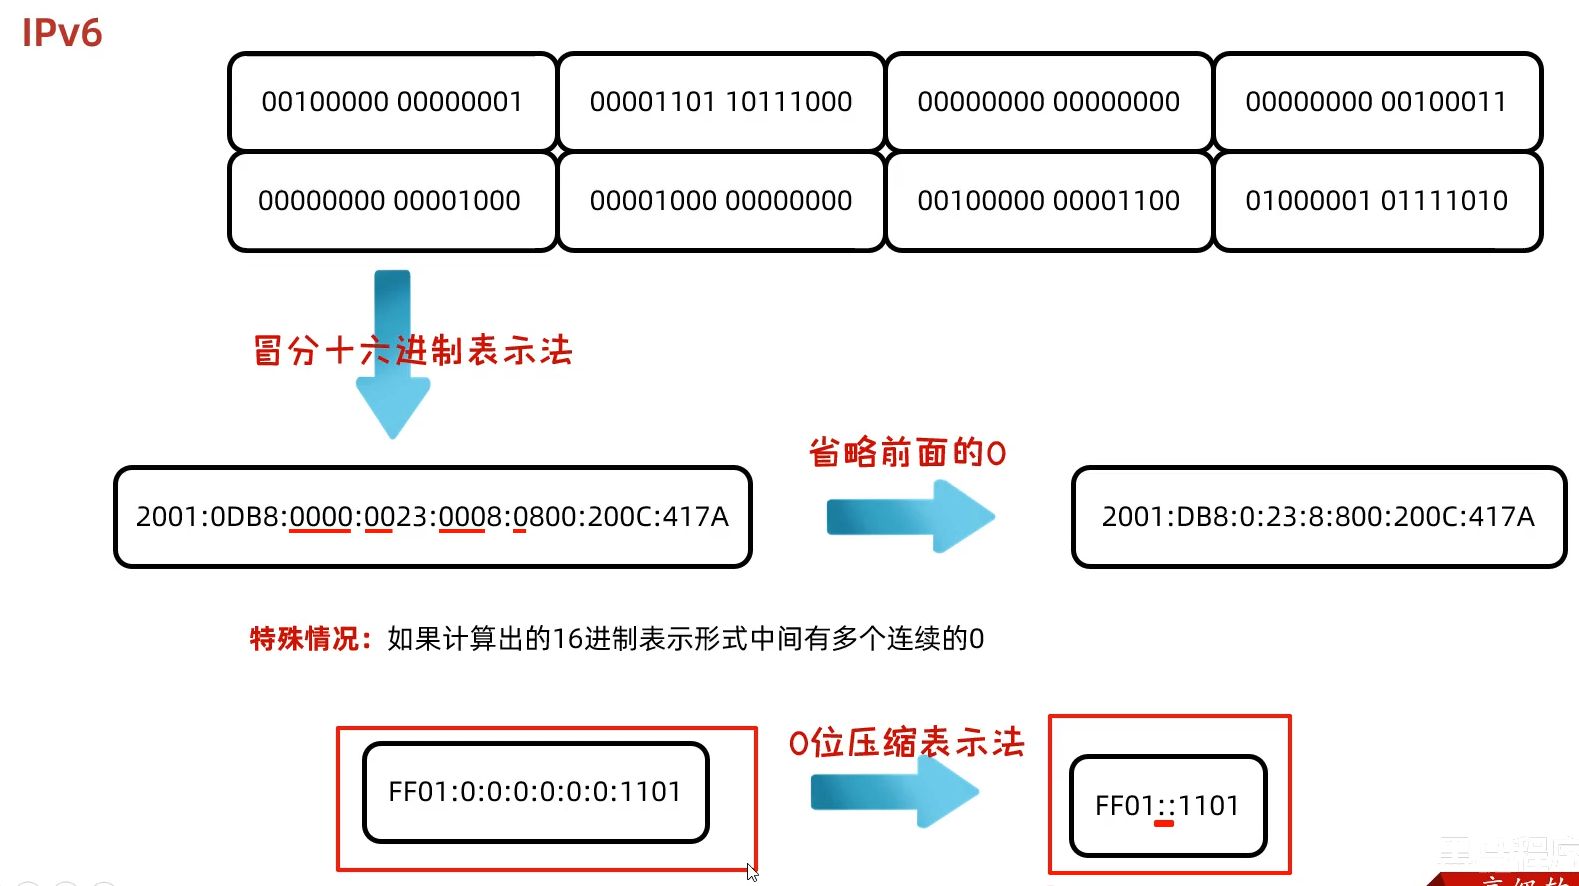 IPv6
00100000 00000001
00001101 10111000
00000000 00000000
00000000 00100011
00000000 00001000
00001000 00000000
00100000 00001100
01000001 01111010
冒分十六进制表示法
省略前面的0
2001:0DB8:0000:0023:0008:0800:200C:417A
2001:DB8:0:23:8:800:200C:417A
特殊情况：如果计算出的16进制表示形式中间有多个连续的0
0位压缩表示法
FF01:0:0:0:0:0:0:1101
FF01::1101